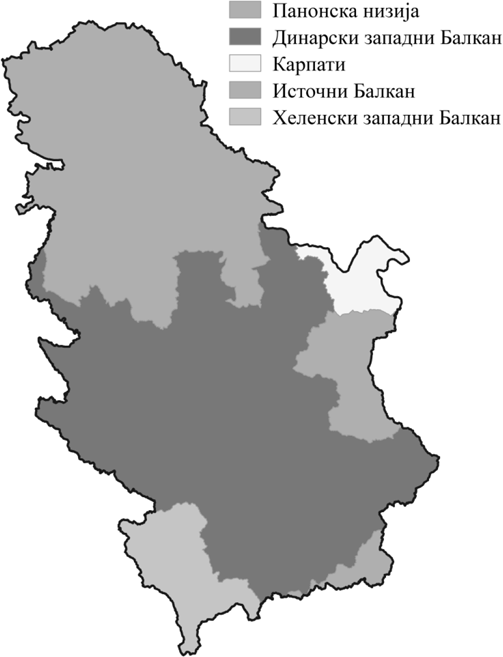 Панонска низија
Динарски западни Балкан
Карпати
Источни Балкан
Хеленски западни Балкан